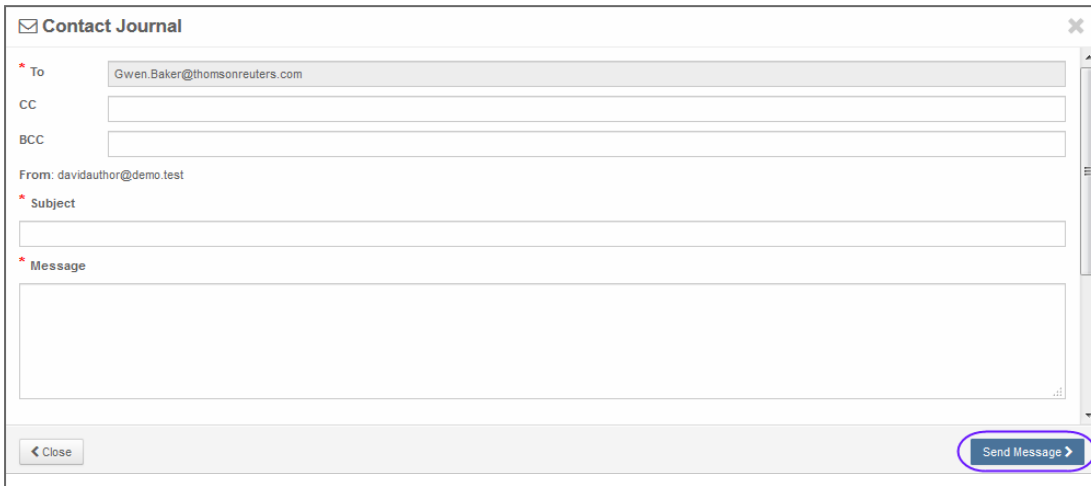 Contact Journal
* To Gwen.Baker@thomsonreuters.com
CC
BCC
From: davidauthor@demo.test
* Subject
* Message
Close Send Message